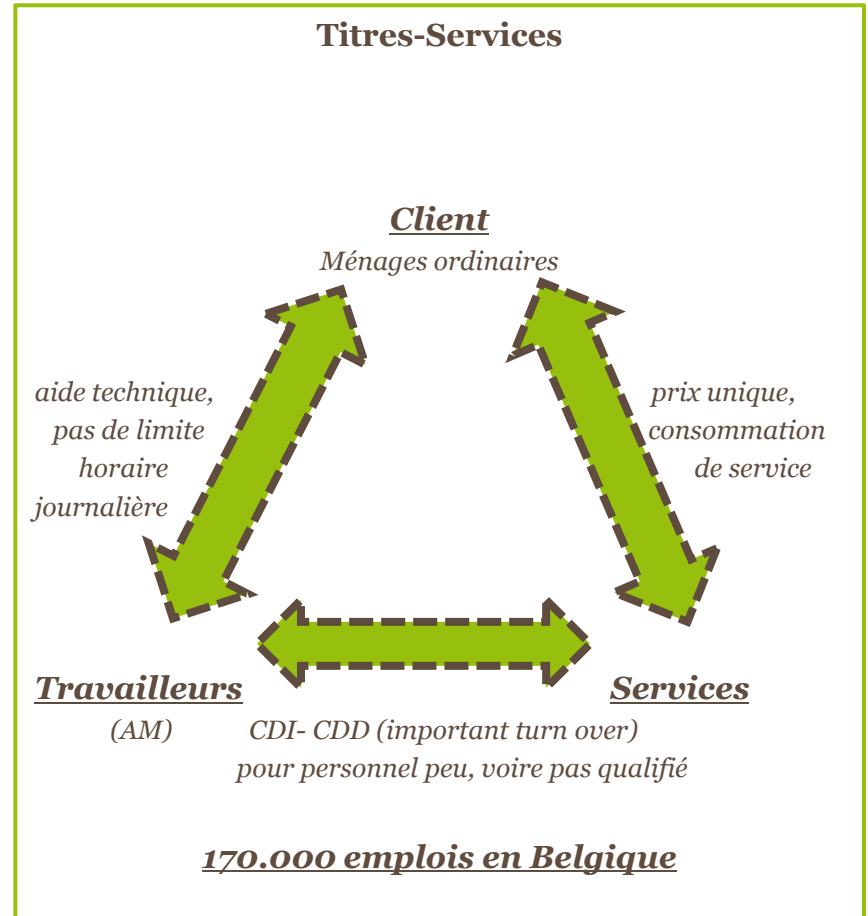 Titres-Services
Client
Ménages ordinaires
aide technique,
pas de limite
horaire
journalière
prix unique,
consommation
de service
Travailleurs
(AM)
Services
CDI- CDD (important turn over)
pour personnel peu, voire pas qualifié
170.000 emplois en Belgique